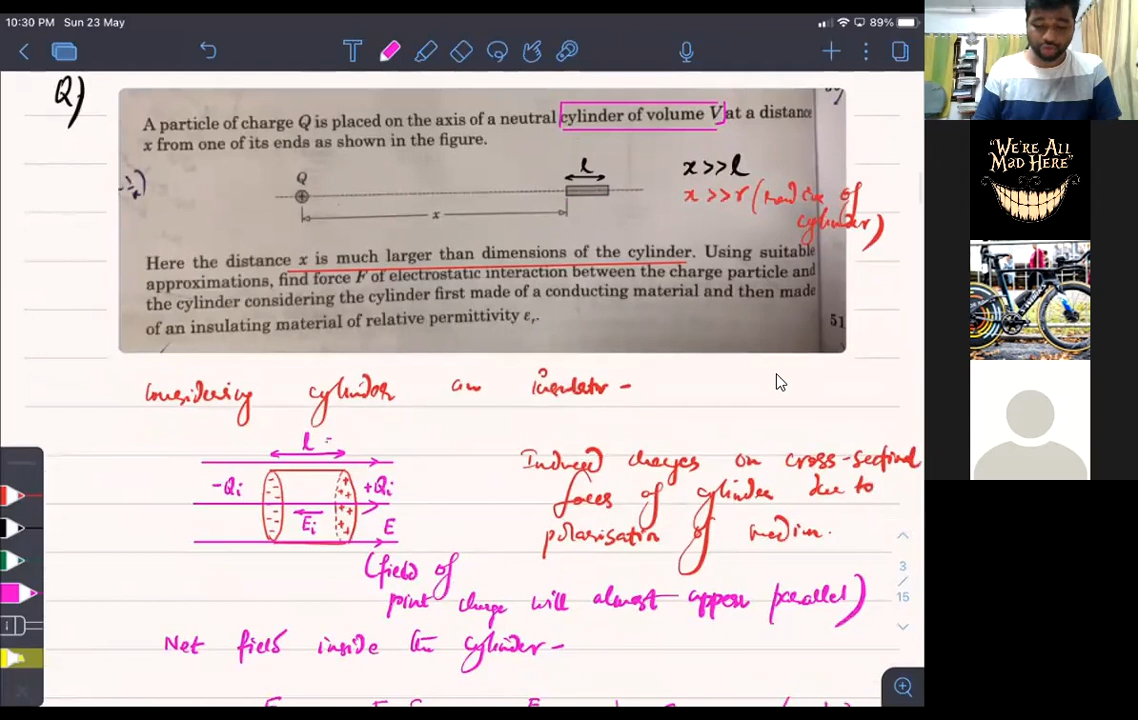 10:30 PM Sun 23 May
89%
Q)
A particle of charge Q is placed on the axis of a neutral cylinder of volume V at a distance
x from one of its ends as shown in the figure.
Q
l
x
x>>l
x>>r (radius of
cylinder)
Here the distance x is much larger than dimensions of the cylinder. Using suitable
approximations, find force F of electrostatic interaction between the charge particle and
the cylinder considering the cylinder first made of a conducting material and then made
of an insulating material of relative permittivity εr.
51
Considering cylinder an insulator -
l
-Qi
+Qi
Ei
E
Induced charges on cross-sectional
faces of cylinder due to
polarisation of medium.
(field of
point charge will almost appear parallel)
Net field inside the cylinder -
3
15
"WE'RE ALL
MAD HERE"